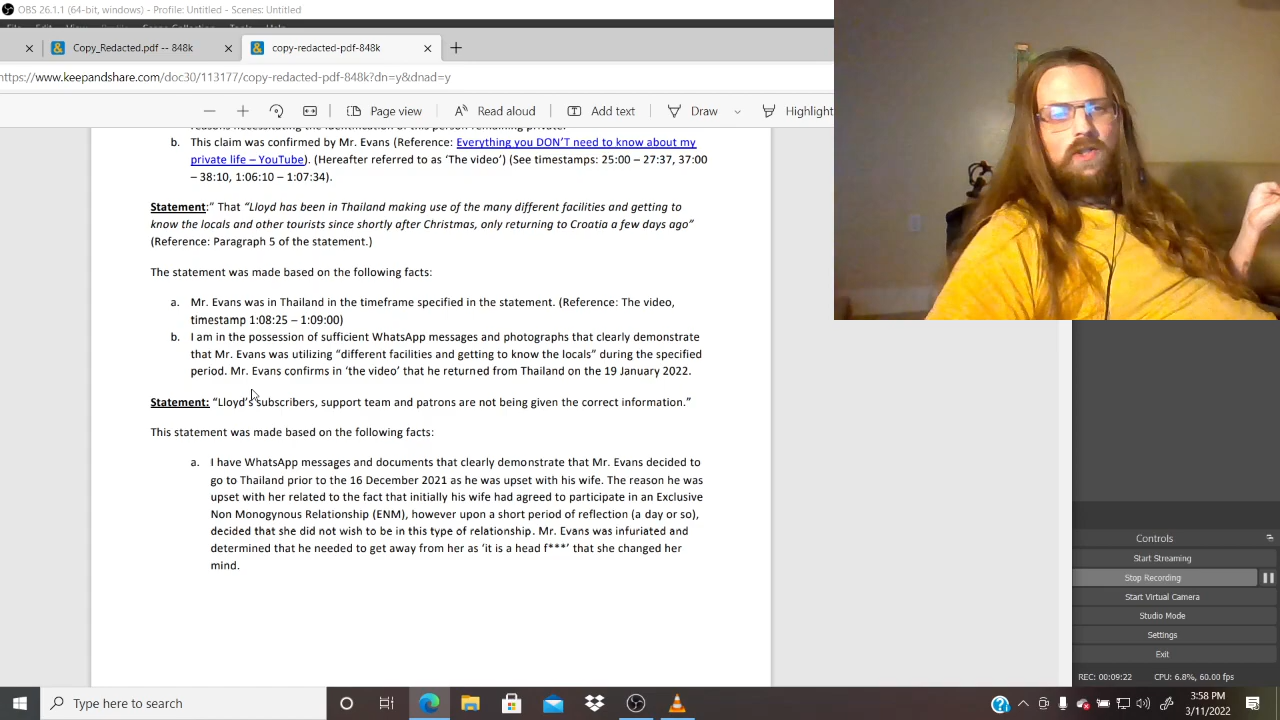 OBS 26.1.1 (64-bit, windows) - Profile: Untitled - Scenes: Untitled
File Edit View Scene Collection Tools Help
Copy_Redacted.pdf -- 848k
copy-redacted-pdf-848k
https://www.keepandshare.com/doc30/113177/copy-redacted-pdf-848k?dn=y&dnad=y
Page view
Read aloud
Add text
Draw
Highlight
reasons necessitating the identification of this person remaining private.
b. This claim was confirmed by Mr. Evans (Reference: Everything you DON'T need to know about my
private life – YouTube). (Hereafter referred to as 'The video') (See timestamps: 25:00 – 27:37, 37:00
– 38:10, 1:06:10 – 1:07:34).
Statement:" That "Lloyd has been in Thailand making use of the many different facilities and getting to
know the locals and other tourists since shortly after Christmas, only returning to Croatia a few days ago"
(Reference: Paragraph 5 of the statement.)
The statement was made based on the following facts:
a. Mr. Evans was in Thailand in the timeframe specified in the statement. (Reference: The video,
timestamp 1:08:25 – 1:09:00)
b. I am in the possession of sufficient WhatsApp messages and photographs that clearly demonstrate
that Mr. Evans was utilizing "different facilities and getting to know the locals" during the specified
period. Mr. Evans confirms in 'the video' that he returned from Thailand on the 19 January 2022.
Statement: "Lloyd's subscribers, support team and patrons are not being given the correct information."
This statement was made based on the following facts:
a. I have WhatsApp messages and documents that clearly demonstrate that Mr. Evans decided to
go to Thailand prior to the 16 December 2021 as he was upset with his wife. The reason he was
upset with her related to the fact that initially his wife had agreed to participate in an Exclusive
Non Monogynous Relationship (ENM), however upon a short period of reflection (a day or so),
decided that she did not wish to be in this type of relationship. Mr. Evans was infuriated and
determined that he needed to get away from her as 'it is a head f***' that she changed her
mind.
Controls
Start Streaming
Stop Recording
Start Virtual Camera
Studio Mode
Settings
Exit
REC: 00:09:22 CPU: 6.8%, 60.00 fps
Type here to search
3:58 PM
3/11/2022